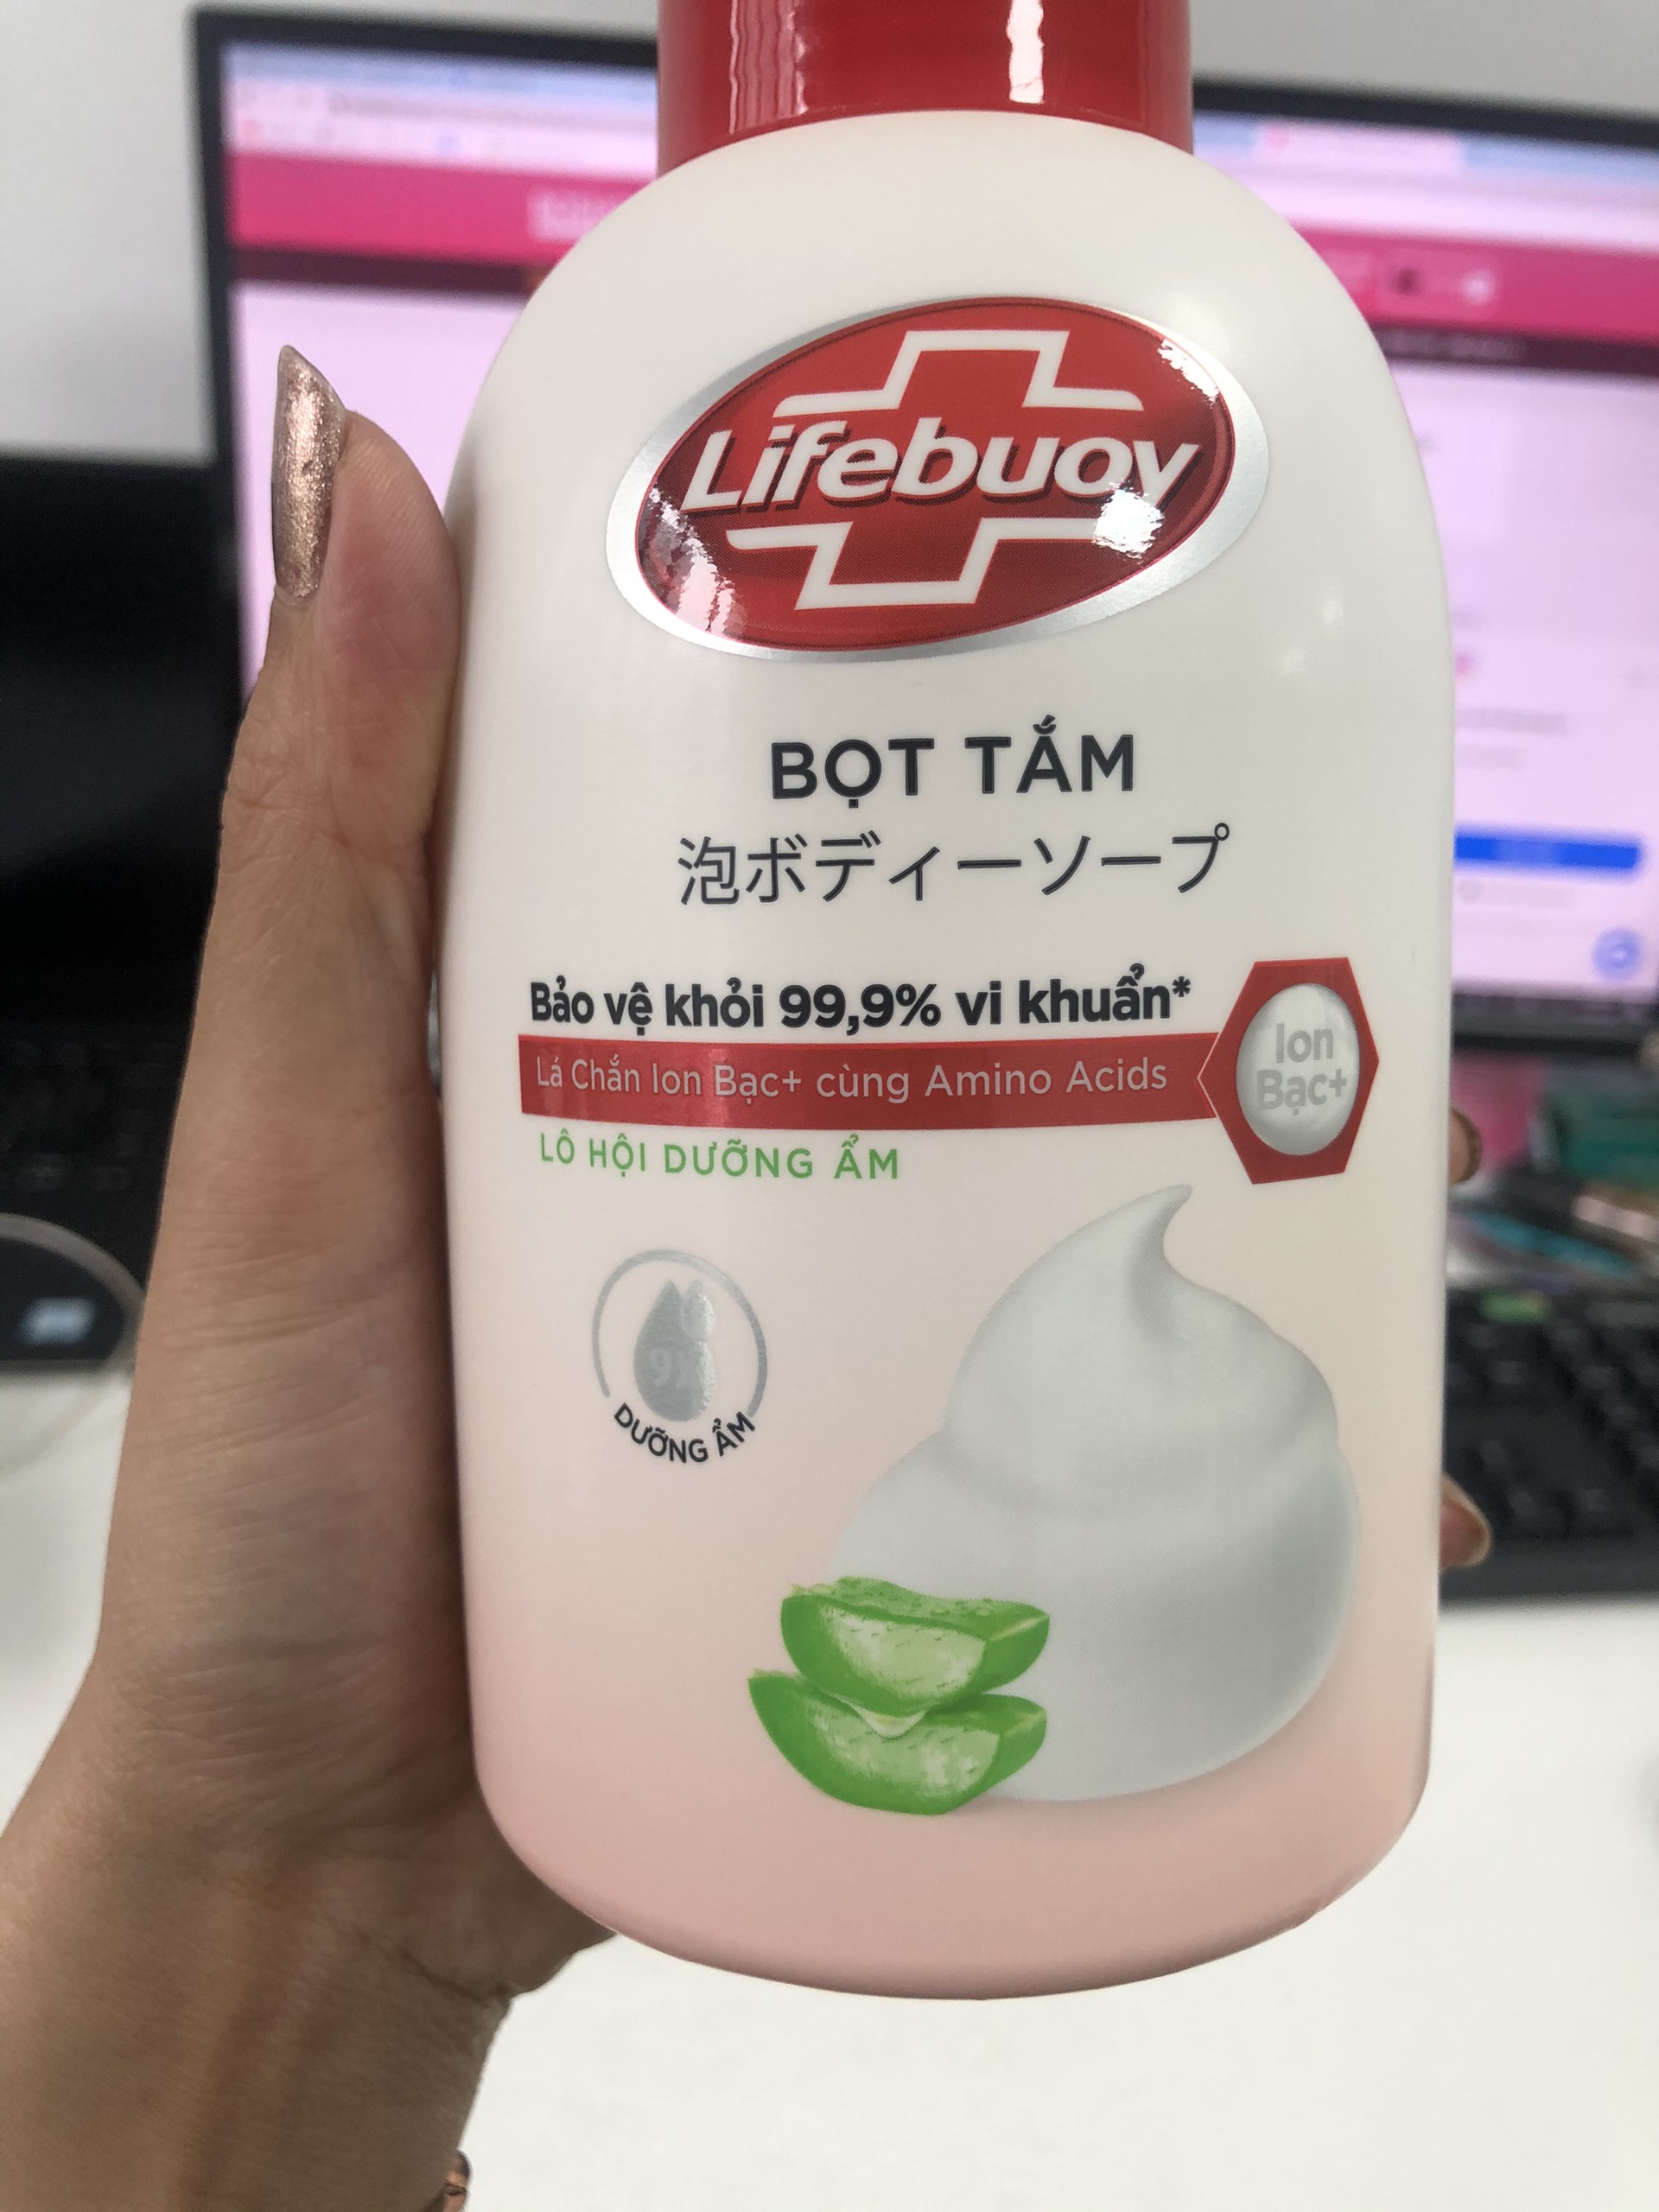 Lifebuoy
BỌT TẮM
泡ボディーソープ
Bảo vệ khỏi 99,9% vi khuẩn*
Lá Chắn Ion Bạc+ cùng Amino Acids
Ion
Bạc+
LÔ HỘI DƯỠNG ẨM
9X
DƯỠNG ẨM